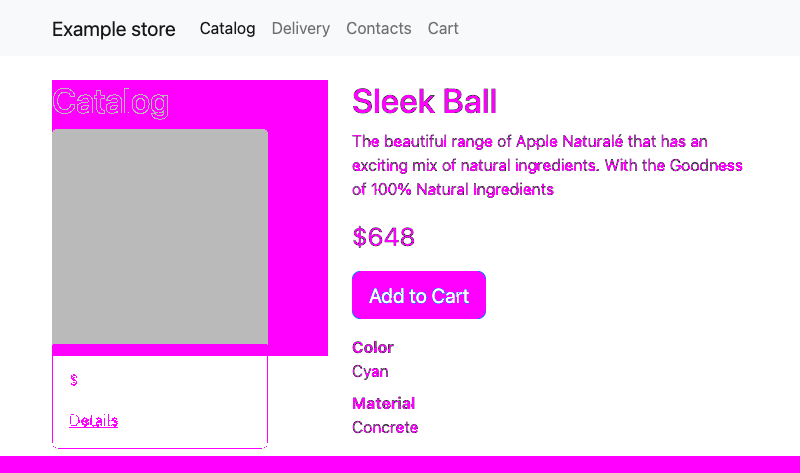 Example store Catalog Delivery Contacts Cart
Catalog
$
Details
Sleek Ball
The beautiful range of Apple Naturalé that has an
exciting mix of natural ingredients. With the Goodness
of 100% Natural Ingredients
$648
Add to Cart
Color
Cyan
Material
Concrete